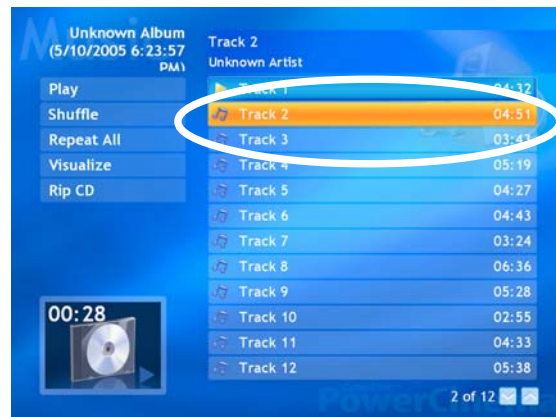 Unknown Album
(5/10/2005 6:23:57
PM)
Track 2
Unknown Artist
Play
Shuffle
Repeat All
Visualize
Rip CD
Track 1 04:32
Track 2 04:51
Track 3 03:43
Track 4 05:19
Track 5 04:27
Track 6 04:43
Track 7 03:24
Track 8 06:36
Track 9 05:28
Track 10 02:55
Track 11 04:33
Track 12 05:38
00:28
2 of 12